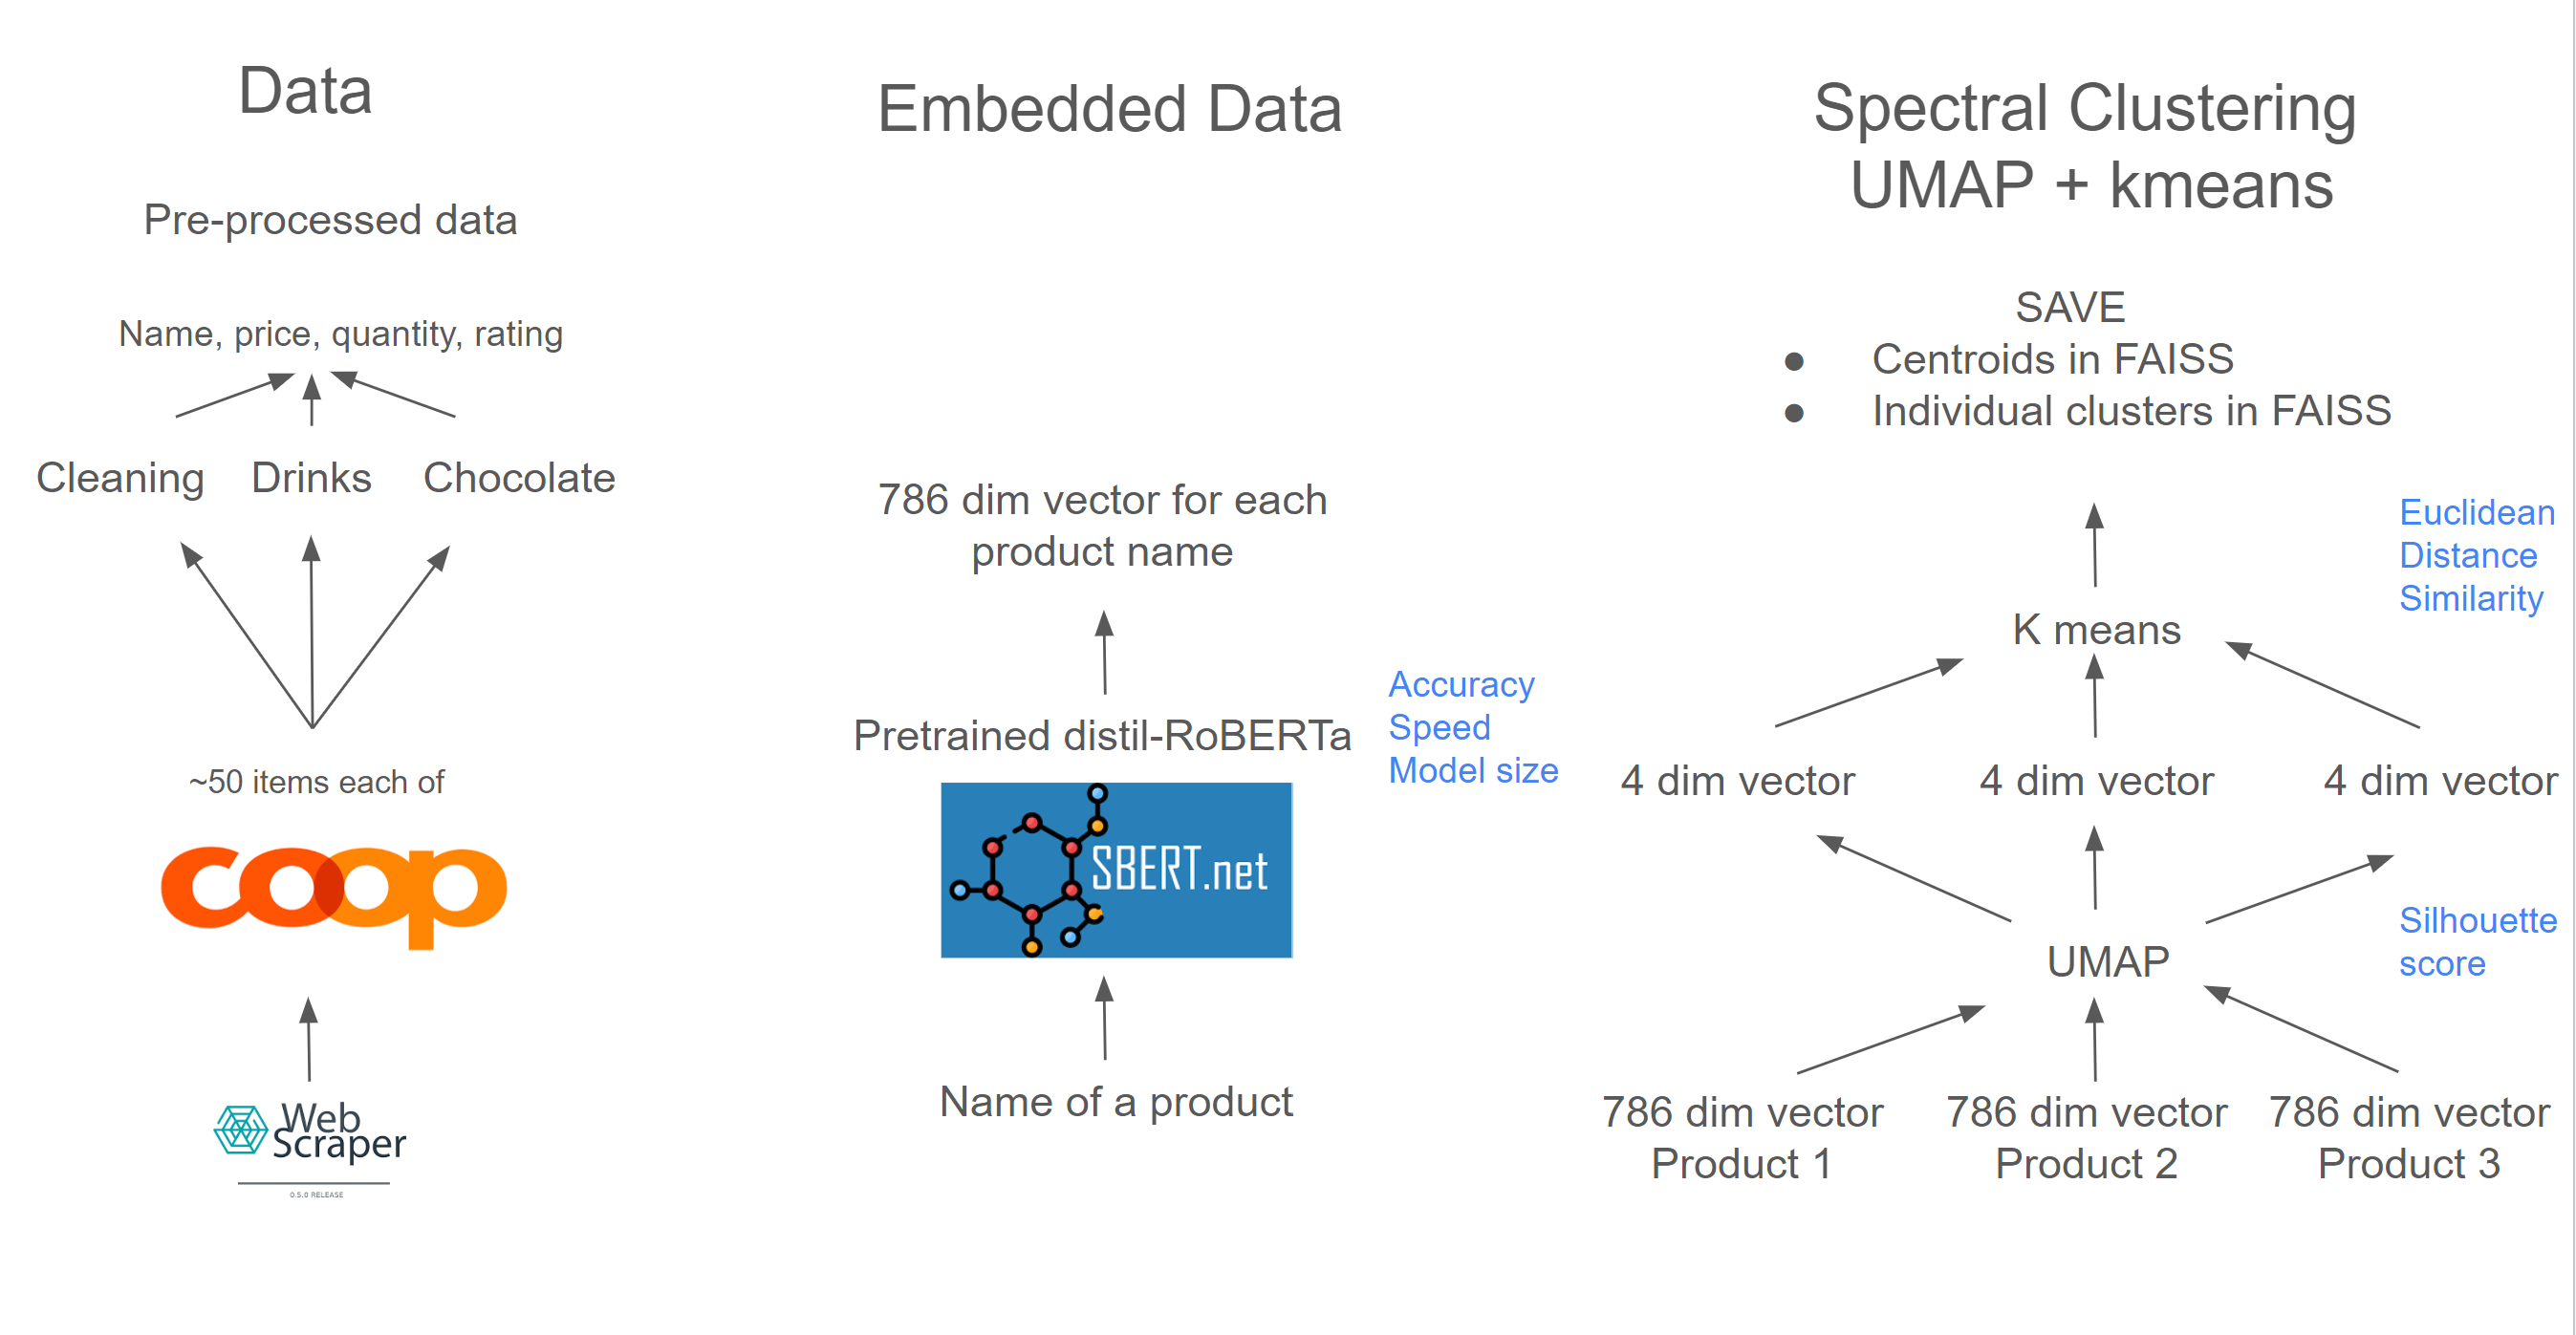 Data
Pre-processed data
Name, price, quantity, rating
Cleaning Drinks Chocolate
~50 items each of
coop
Web
Scraper
0.5.0 RELEASE
Embedded Data
786 dim vector for each
product name
Pretrained distil-RoBERTa
Accuracy
Speed
Model size
SBERT.net
Name of a product
Spectral Clustering
UMAP + kmeans
SAVE
● Centroids in FAISS
● Individual clusters in FAISS
Euclidean
Distance
Similarity
K means
4 dim vector 4 dim vector 4 dim vector
UMAP
Silhouette
score
786 dim vector 786 dim vector 786 dim vector
Product 1 Product 2 Product 3